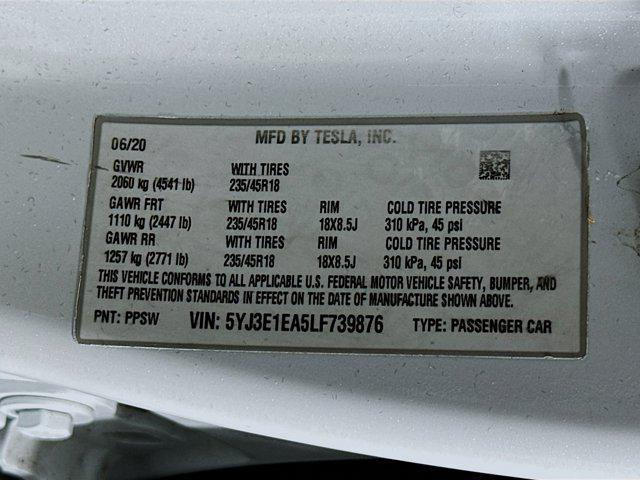 06/20 MFD BY TESLA, INC.
GVWR WITH TIRES
2060 kg (4541 lb) 235/45R18
GAWR FRT WITH TIRES RIM COLD TIRE PRESSURE
1110 kg (2447 lb) 235/45R18 18X8.5J 310 kPa, 45 psi
GAWR RR WITH TIRES RIM COLD TIRE PRESSURE
1257 kg (2771 lb) 235/45R18 18X8.5J 310 kPa, 45 psi
THIS VEHICLE CONFORMS TO ALL APPLICABLE U.S. FEDERAL MOTOR VEHICLE SAFETY, BUMPER, AND
THEFT PREVENTION STANDARDS IN EFFECT ON THE DATE OF MANUFACTURE SHOWN ABOVE.
PNT: PPSW VIN: 5YJ3E1EA5LF739876 TYPE: PASSENGER CAR